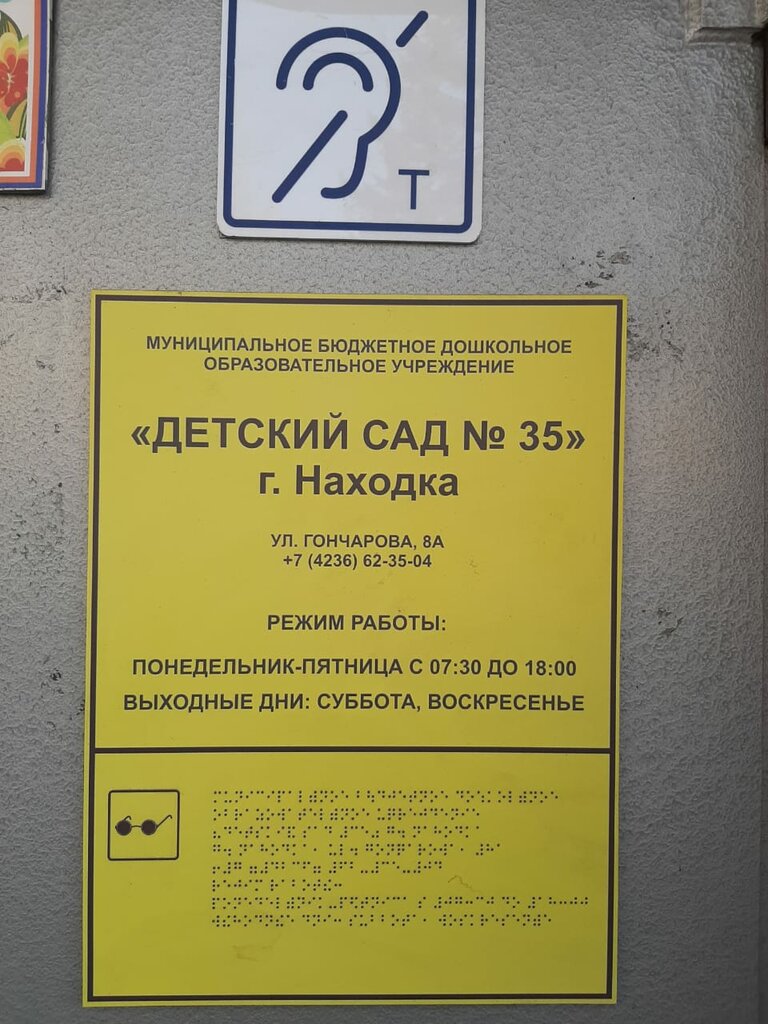 T
МУНИЦИПАЛЬНОЕ БЮДЖЕТНОЕ ДОШКОЛЬНОЕ
ОБРАЗОВАТЕЛЬНОЕ УЧРЕЖДЕНИЕ
«ДЕТСКИЙ САД № 35»
г. Находка
УЛ. ГОНЧАРОВА, 8А
+7 (4236) 62-35-04
РЕЖИМ РАБОТЫ:
ПОНЕДЕЛЬНИК-ПЯТНИЦА С 07:30 ДО 18:00
ВЫХОДНЫЕ ДНИ: СУББОТА, ВОСКРЕСЕНЬЕ